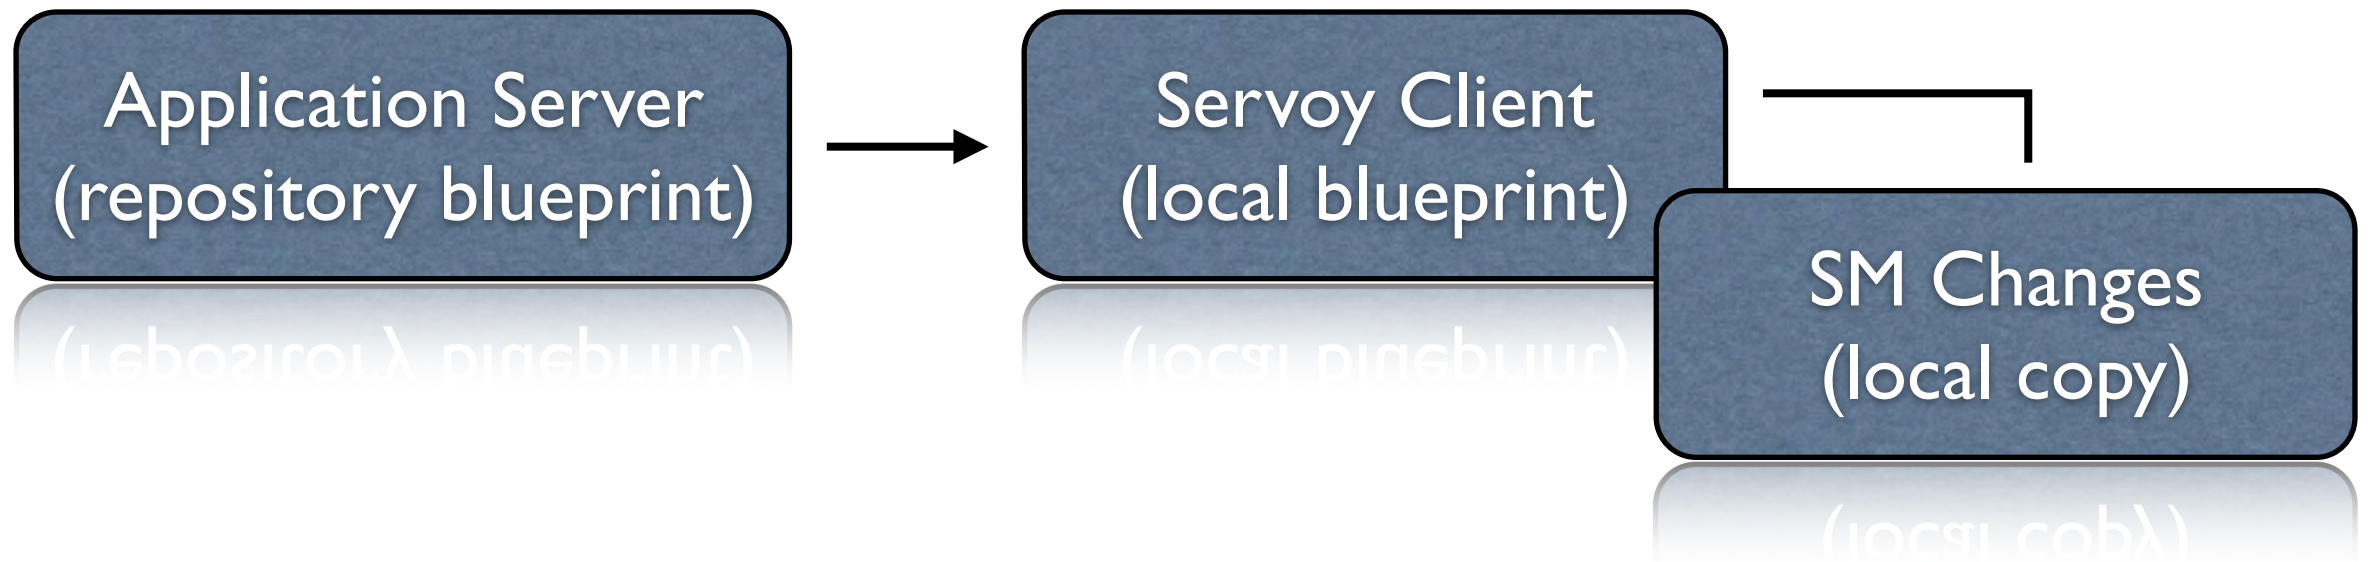 Application Server
(repository blueprint)
Servoy Client
(local blueprint)
SM Changes
(local copy)